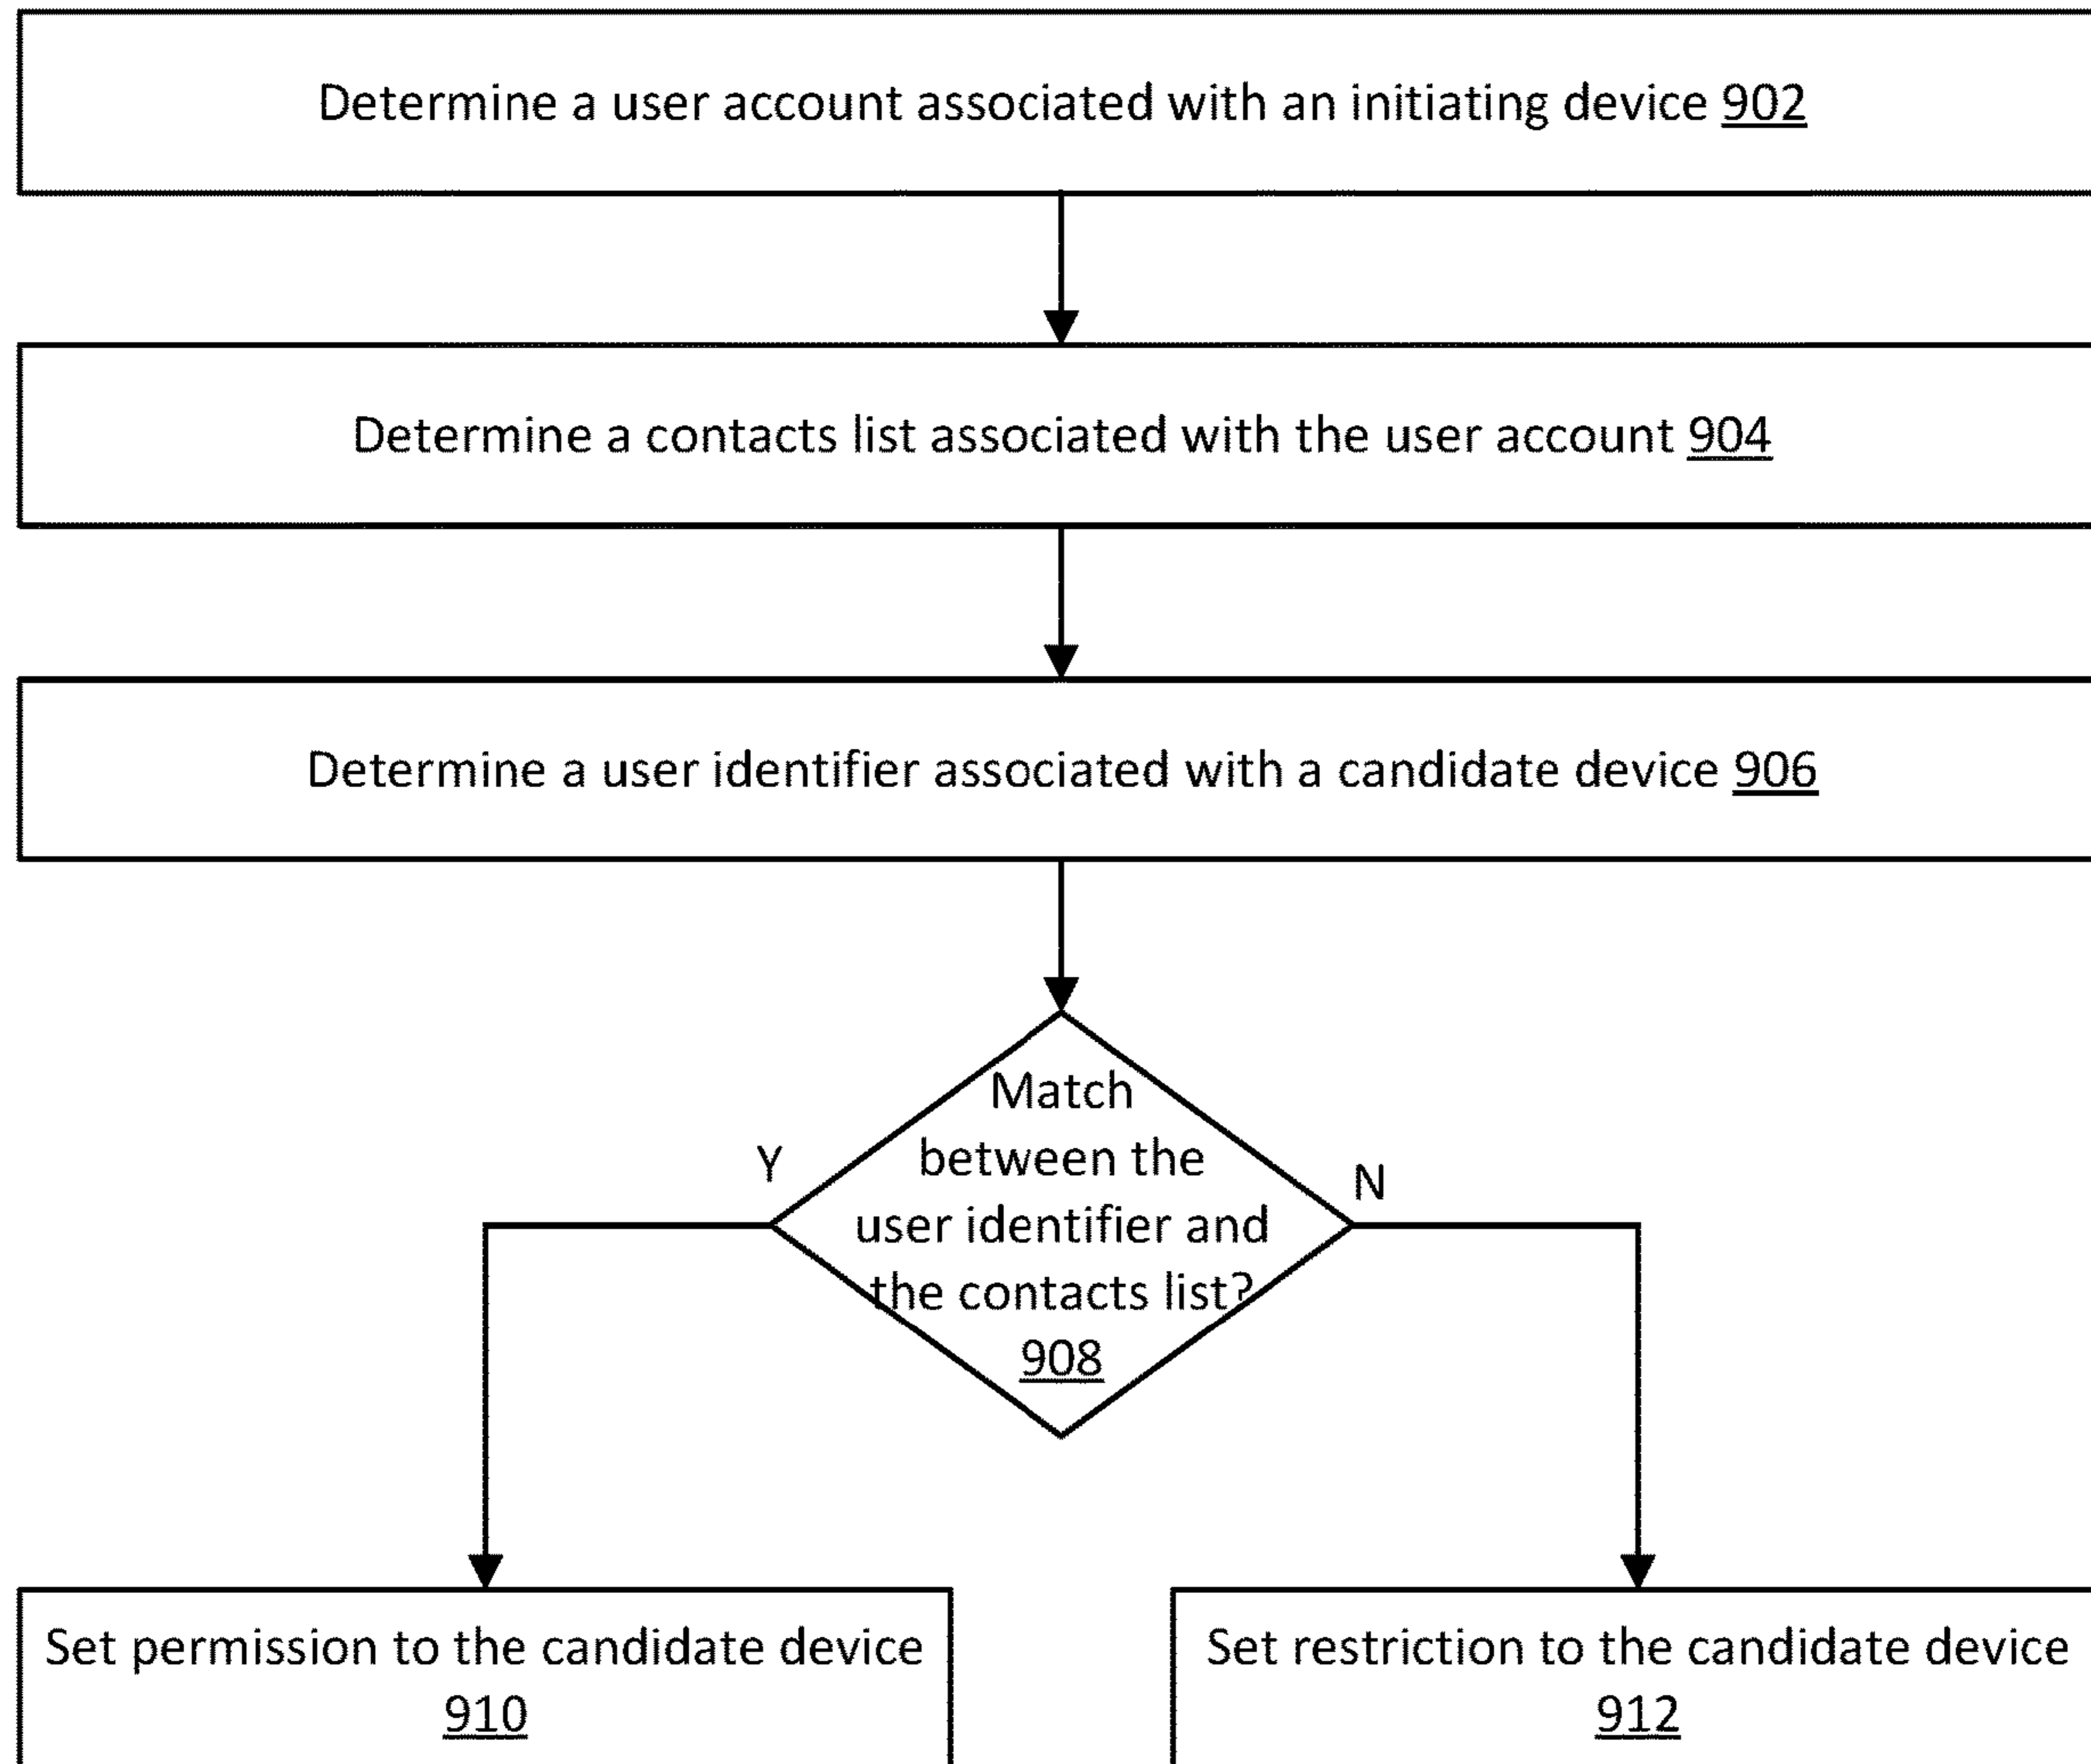 Determine a user account associated with an initiating device 902
Determine a contacts list associated with the user account 904
Determine a user identifier associated with a candidate device 906
Match
between the
user identifier and
the contacts list?
908
Y
N
Set permission to the candidate device
910
Set restriction to the candidate device
912